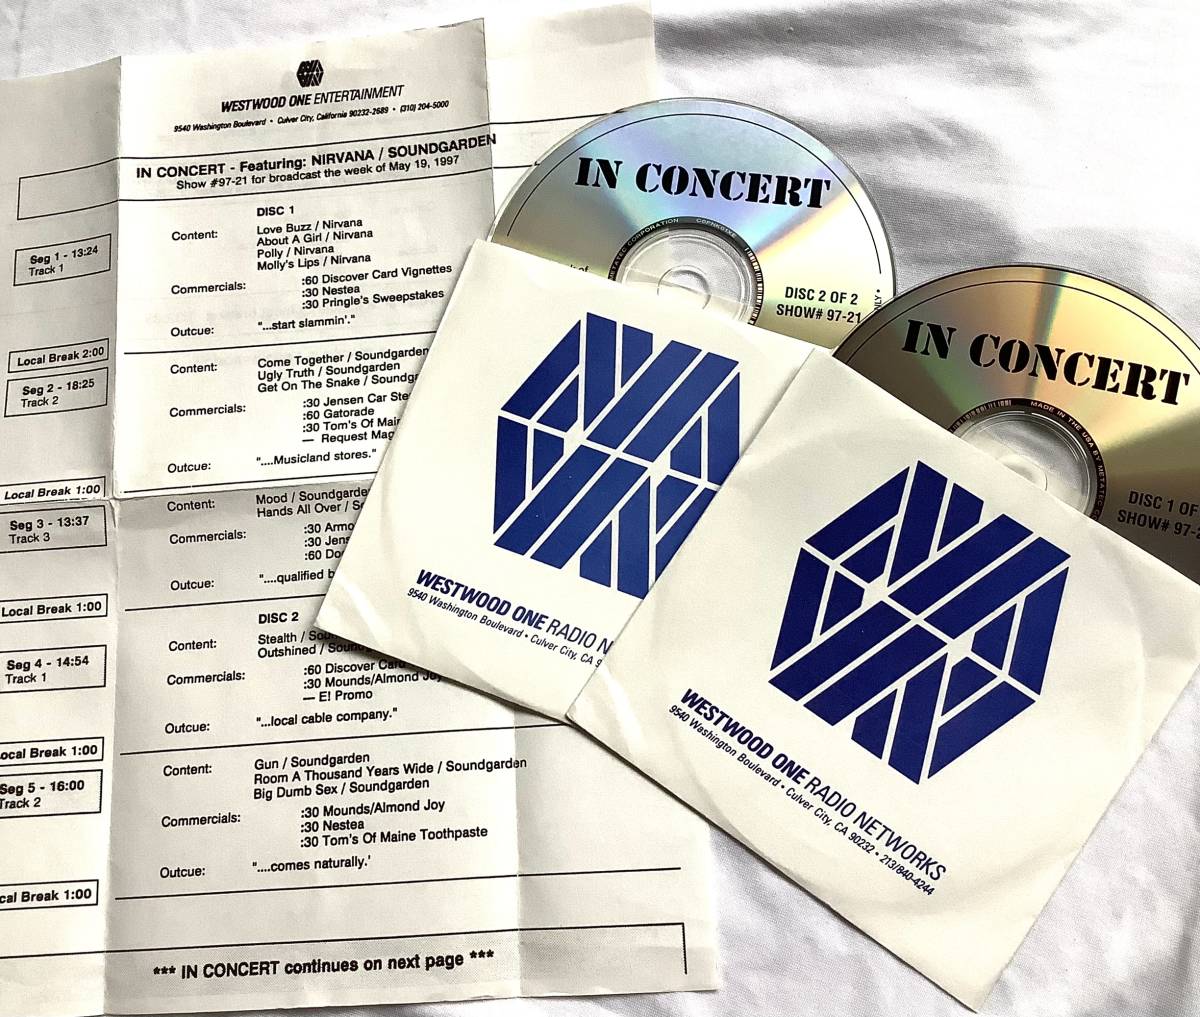 WESTWOOD ONE ENTERTAINMENT
9540 Washington Boulevard • Culver City, California 90232-2689 • (310) 204-5000
IN CONCERT - Featuring: NIRVANA / SOUNDGARDEN
Show #97-21 for broadcast the week of May 19, 1997
DISC 1
Seg 1 - 13:24
Track 1
Content:
Love Buzz / Nirvana
About A Girl / Nirvana
Polly / Nirvana
Molly's Lips / Nirvana
Commercials:
:60 Discover Card Vignettes
:30 Nestea
:30 Pringle's Sweepstakes
Outcue:
"...start slammin'."
Local Break 2:00
Seg 2 - 18:25
Track 2
Content:
Come Together / Soundgarden
Ugly Truth / Soundgarden
Get On The Snake / Soundga
Commercials:
:30 Jensen Car Ste
:60 Gatorade
:30 Tom's Of Main
— Request Mag
Outcue:
"....Musicland stores."
Local Break 1:00
Seg 3 - 13:37
Track 3
Content:
Mood / Soundgarden
Hands All Over / So
Commercials:
:30 Armo
:30 Jens
:60 Do
Outcue:
"....qualified b
Local Break 1:00
DISC 2
Seg 4 - 14:54
Track 1
Content:
Stealth / Soun
Outshined / Soundg
Commercials:
:60 Discover Card
:30 Mounds/Almond Joy
— E! Promo
Outcue:
"...local cable company."
ocal Break 1:00
Seg 5 - 16:00
Track 2
Content:
Gun / Soundgarden
Room A Thousand Years Wide / Soundgarden
Big Dumb Sex / Soundgarden
Commercials:
:30 Mounds/Almond Joy
:30 Nestea
:30 Tom's Of Maine Toothpaste
Outcue:
"....comes naturally.'
cal Break 1:00
*** IN CONCERT continues on next page ***
IN CONCERT
DISC 2 OF 2
SHOW# 97-21
IN CONCERT
MADE IN THE USA BY METATEC
DISC 1 OF
SHOW# 97-2
WESTWOOD ONE RADIO N
9540 Washington Boulevard • Culver City, CA 9
WESTWOOD ONE RADIO NETWORKS
9540 Washington Boulevard • Culver City, CA 90232 • 213/840-4244